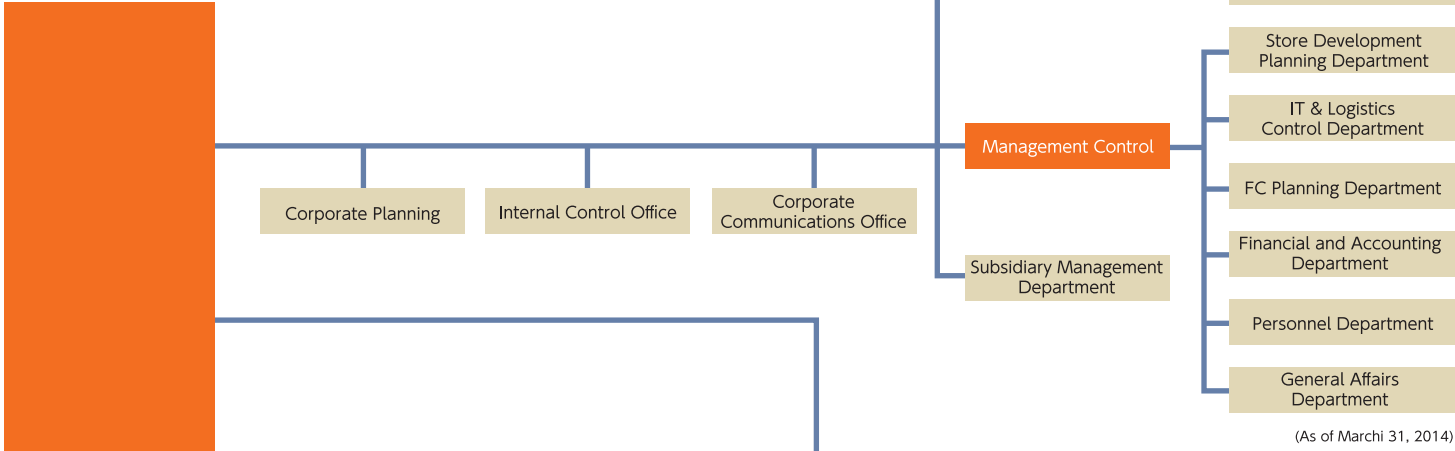 Store Development
Planning Department
IT & Logistics
Control Department
Management Control
FC Planning Department
Corporate Planning
Internal Control Office
Corporate
Communications Office
Financial and Accounting
Department
Subsidiary Management
Department
Personnel Department
General Affairs
Department
(As of Marchi 31, 2014)